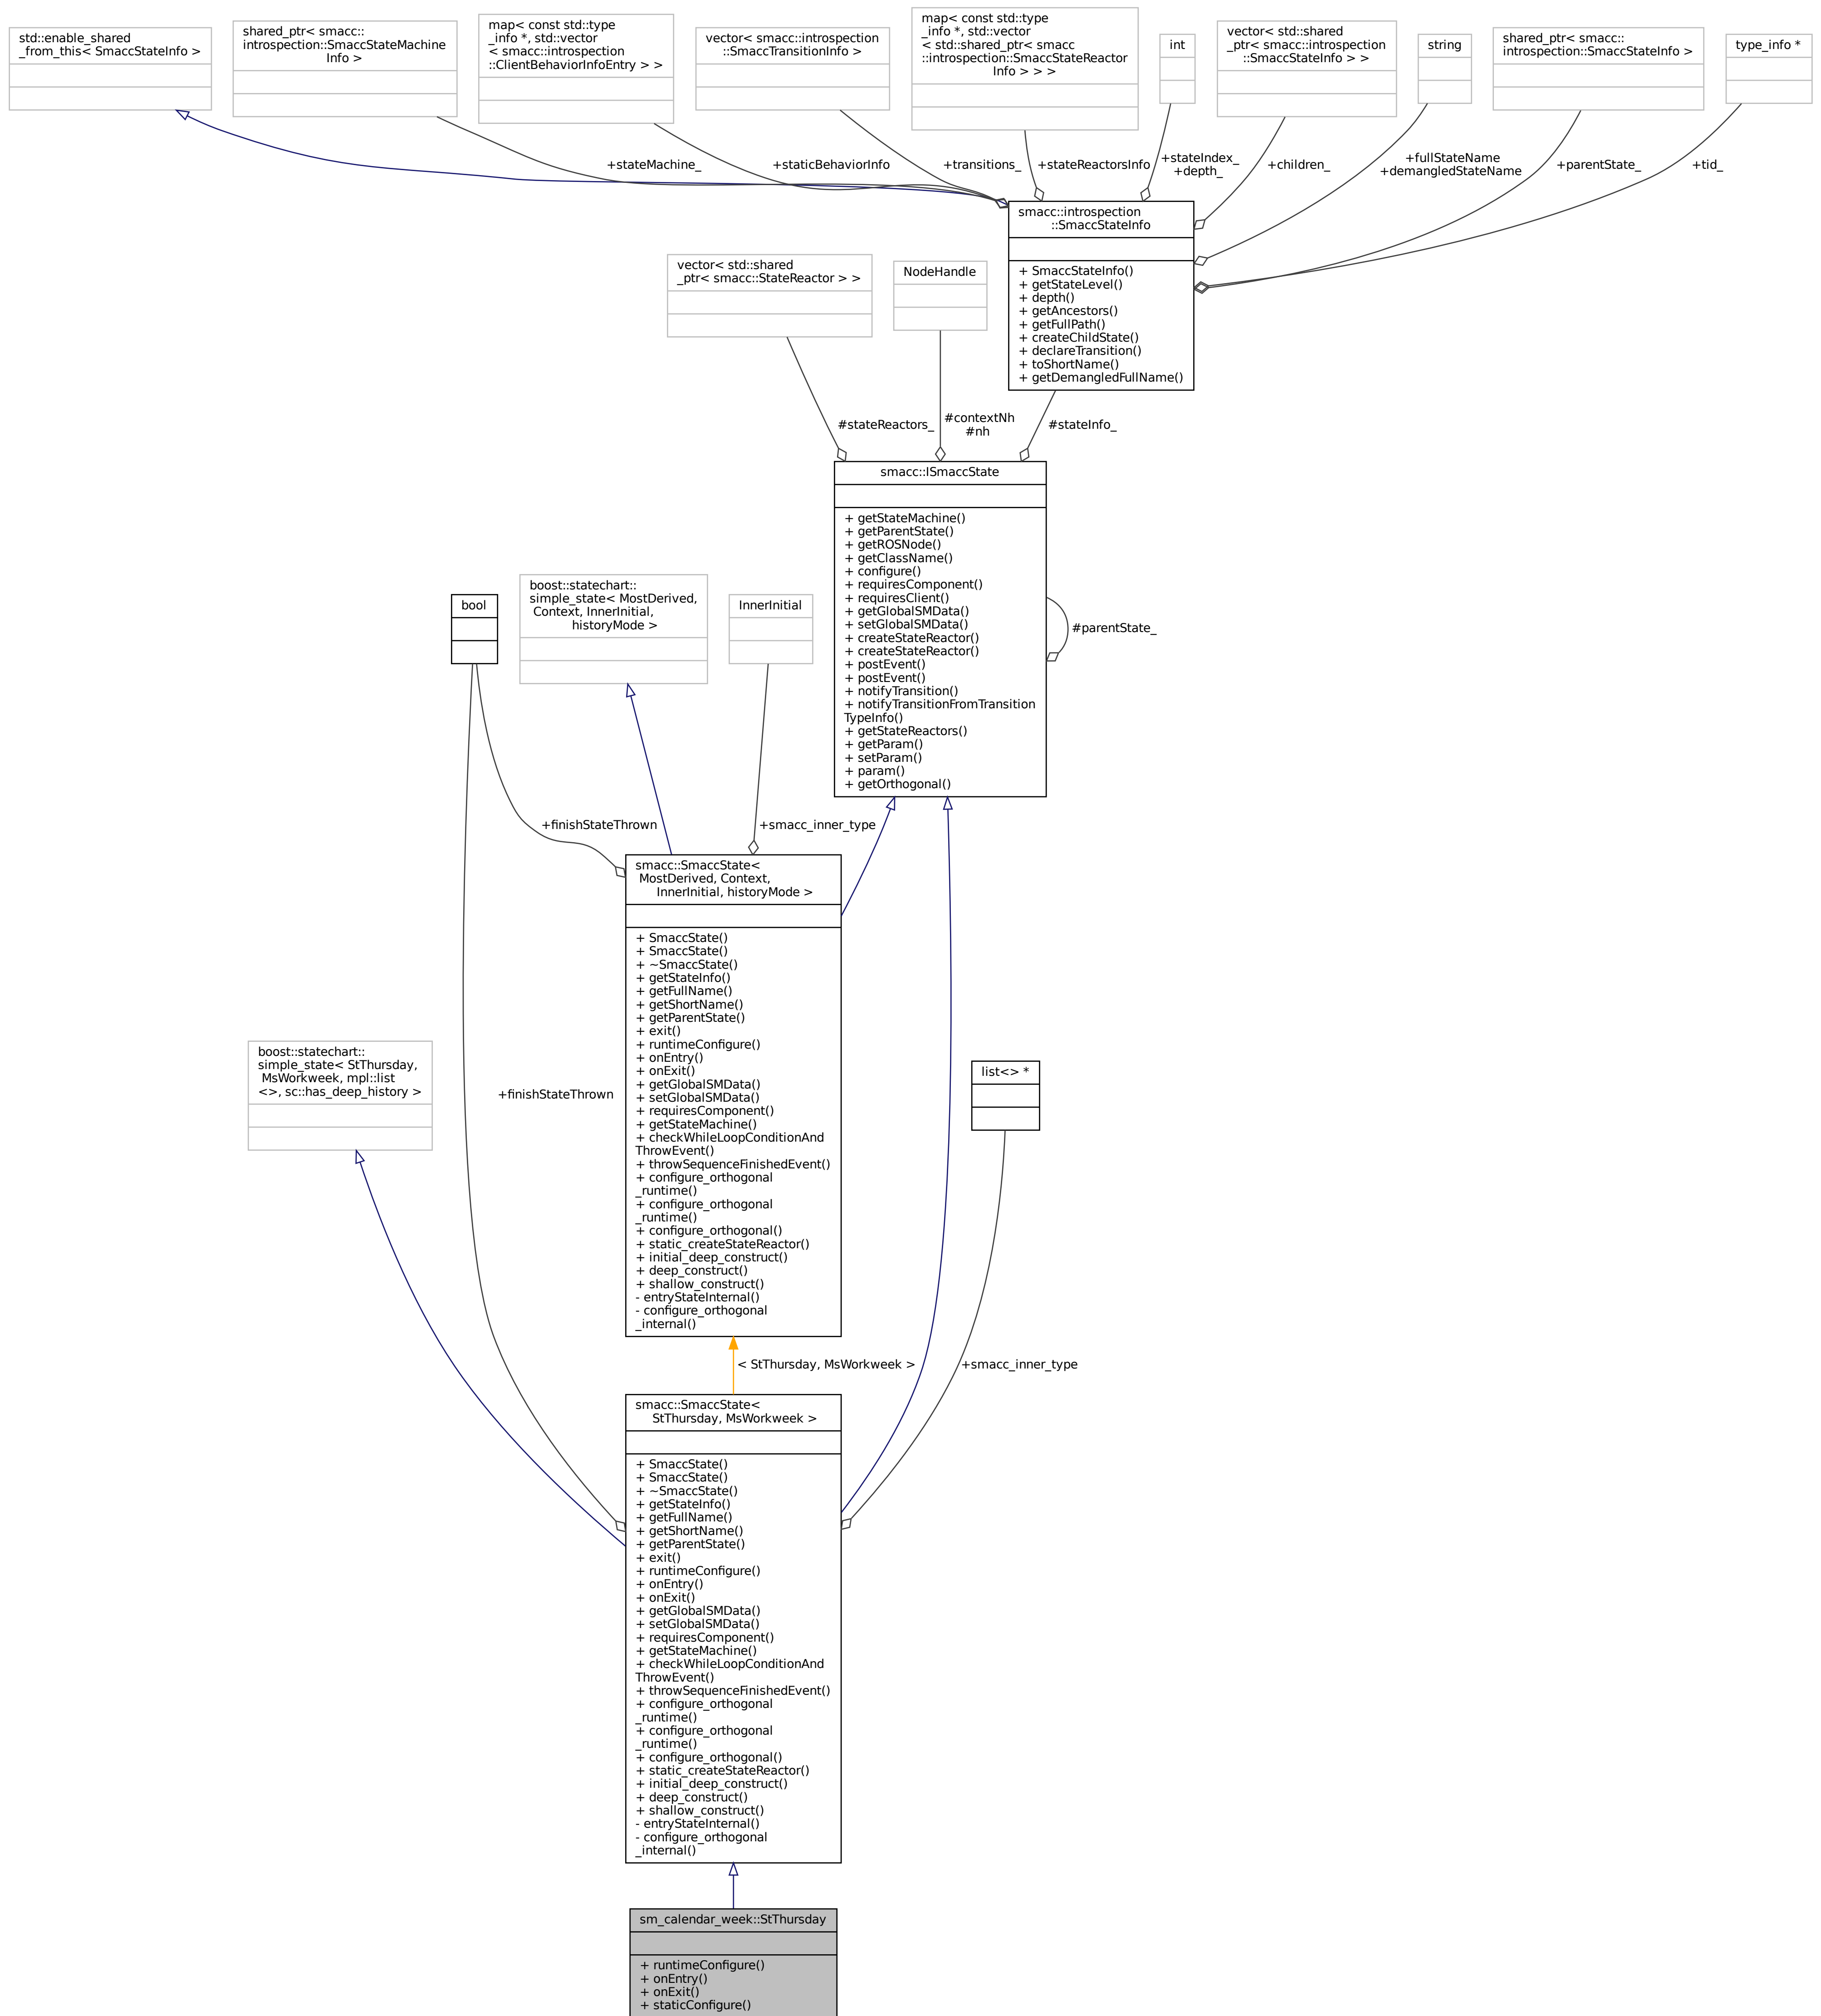 std::enable_shared
_from_this< SmaccStateInfo >
shared_ptr< smacc::
introspection::SmaccStateMachine
Info >
map< const std::type
_info *, std::vector
< smacc::introspection
::ClientBehaviorInfoEntry > >
vector< smacc::introspection
::SmaccTransitionInfo >
map< const std::type
_info *, std::vector
< std::shared_ptr< smacc
::introspection::SmaccStateReactor
Info > > >
int
vector< std::shared
_ptr< smacc::introspection
::SmaccStateInfo > >
string
shared_ptr< smacc::
introspection::SmaccStateInfo >
type_info *
+stateMachine_
+staticBehaviorInfo
+transitions_
+stateReactorsInfo
+stateIndex_
+depth_
+children_
+fullStateName
+demangledStateName
+parentState_
+tid_
smacc::introspection
::SmaccStateInfo
+ SmaccStateInfo()
+ getStateLevel()
+ depth()
+ getAncestors()
+ getFullPath()
+ createChildState()
+ declareTransition()
+ toShortName()
+ getDemangledFullName()
vector< std::shared
_ptr< smacc::StateReactor > >
NodeHandle
#stateReactors_
#contextNh
#nh
#stateInfo_
smacc::ISmaccState
+ getStateMachine()
+ getParentState()
+ getROSNode()
+ getClassName()
+ configure()
+ requiresComponent()
+ requiresClient()
+ getGlobalSMData()
+ setGlobalSMData()
+ createStateReactor()
+ createStateReactor()
+ postEvent()
+ postEvent()
+ notifyTransition()
+ notifyTransitionFromTransition
TypeInfo()
+ getStateReactors()
+ getParam()
+ setParam()
+ param()
+ getOrthogonal()
#parentState_
bool
boost::statechart::
simple_state< MostDerived,
Context, InnerInitial,
historyMode >
InnerInitial
+finishStateThrown
+smacc_inner_type
smacc::SmaccState<
MostDerived, Context,
InnerInitial, historyMode >
+ SmaccState()
+ SmaccState()
+ ~SmaccState()
+ getStateInfo()
+ getFullName()
+ getShortName()
+ getParentState()
+ exit()
+ runtimeConfigure()
+ onEntry()
+ onExit()
+ getGlobalSMData()
+ setGlobalSMData()
+ requiresComponent()
+ getStateMachine()
+ checkWhileLoopConditionAnd
ThrowEvent()
+ throwSequenceFinishedEvent()
+ configure_orthogonal
_runtime()
+ configure_orthogonal
_runtime()
+ configure_orthogonal()
+ static_createStateReactor()
+ initial_deep_construct()
+ deep_construct()
+ shallow_construct()
- entryStateInternal()
- configure_orthogonal
_internal()
boost::statechart::
simple_state< StThursday,
MsWorkweek, mpl::list
<>, sc::has_deep_history >
+finishStateThrown
list<> *
< StThursday, MsWorkweek >
+smacc_inner_type
smacc::SmaccState<
StThursday, MsWorkweek >
+ SmaccState()
+ SmaccState()
+ ~SmaccState()
+ getStateInfo()
+ getFullName()
+ getShortName()
+ getParentState()
+ exit()
+ runtimeConfigure()
+ onEntry()
+ onExit()
+ getGlobalSMData()
+ setGlobalSMData()
+ requiresComponent()
+ getStateMachine()
+ checkWhileLoopConditionAnd
ThrowEvent()
+ throwSequenceFinishedEvent()
+ configure_orthogonal
_runtime()
+ configure_orthogonal
_runtime()
+ configure_orthogonal()
+ static_createStateReactor()
+ initial_deep_construct()
+ deep_construct()
+ shallow_construct()
- entryStateInternal()
- configure_orthogonal
_internal()
sm_calendar_week::StThursday
+ runtimeConfigure()
+ onEntry()
+ onExit()
+ staticConfigure()